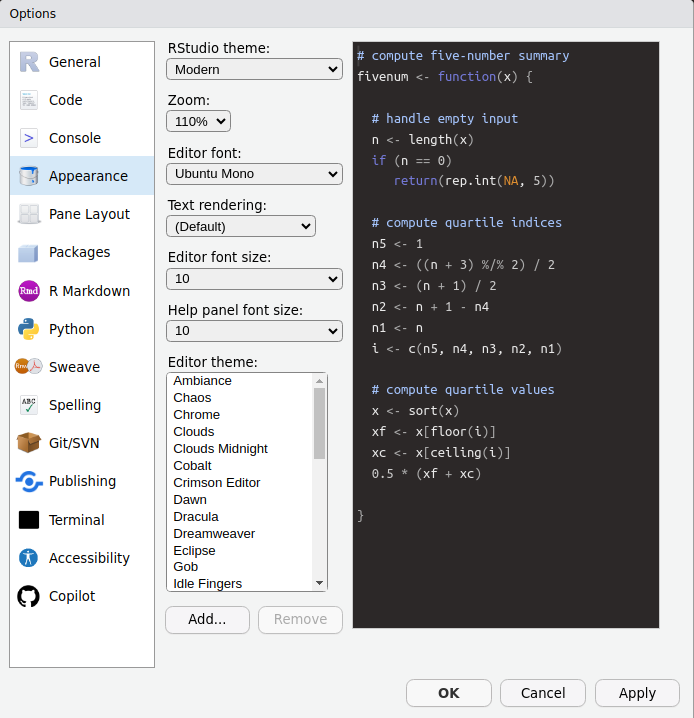 Options
General
Code
Console
Appearance
Pane Layout
Packages
Rmd R Markdown
Python
Rnw Sweave
ABC Spelling
Git/SVN
Publishing
Terminal
Accessibility
Copilot
RStudio theme:
Modern
Zoom:
110%
Editor font:
Ubuntu Mono
Text rendering:
(Default)
Editor font size:
10
Help panel font size:
10
Editor theme:
Ambiance
Chaos
Chrome
Clouds
Clouds Midnight
Cobalt
Crimson Editor
Dawn
Dracula
Dreamweaver
Eclipse
Gob
Idle Fingers
Add...
Remove
# compute five-number summary
fivenum <- function(x) {
# handle empty input
n <- length(x)
if (n == 0)
return(rep.int(NA, 5))
# compute quartile indices
n5 <- 1
n4 <- ((n + 3) %/% 2) / 2
n3 <- (n + 1) / 2
n2 <- n + 1 - n4
n1 <- n
i <- c(n5, n4, n3, n2, n1)
# compute quartile values
x <- sort(x)
xf <- x[floor(i)]
xc <- x[ceiling(i)]
0.5 * (xf + xc)
}
OK
Cancel
Apply